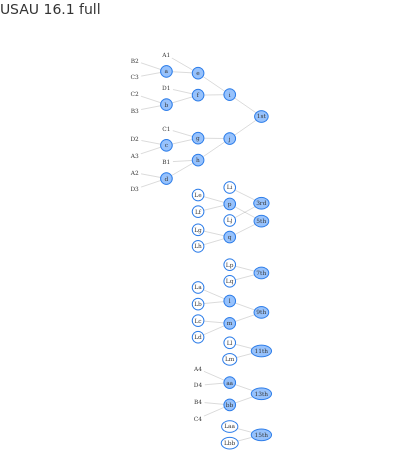 USAU 16.1 full
A1
B2
a
e
C3
D1
i
C2
f
b
B3
1st
C1
D2
g
j
c
A3
B1
h
A2
d
D3
Li
Le
p
3rd
Lf
Lj
5th
Lg
q
Lh
Lp
7th
Lq
La
l
Lb
9th
Lc
m
Ld
Ll
11th
Lm
A4
aa
D4
13th
B4
bb
C4
Laa
15th
Lbb